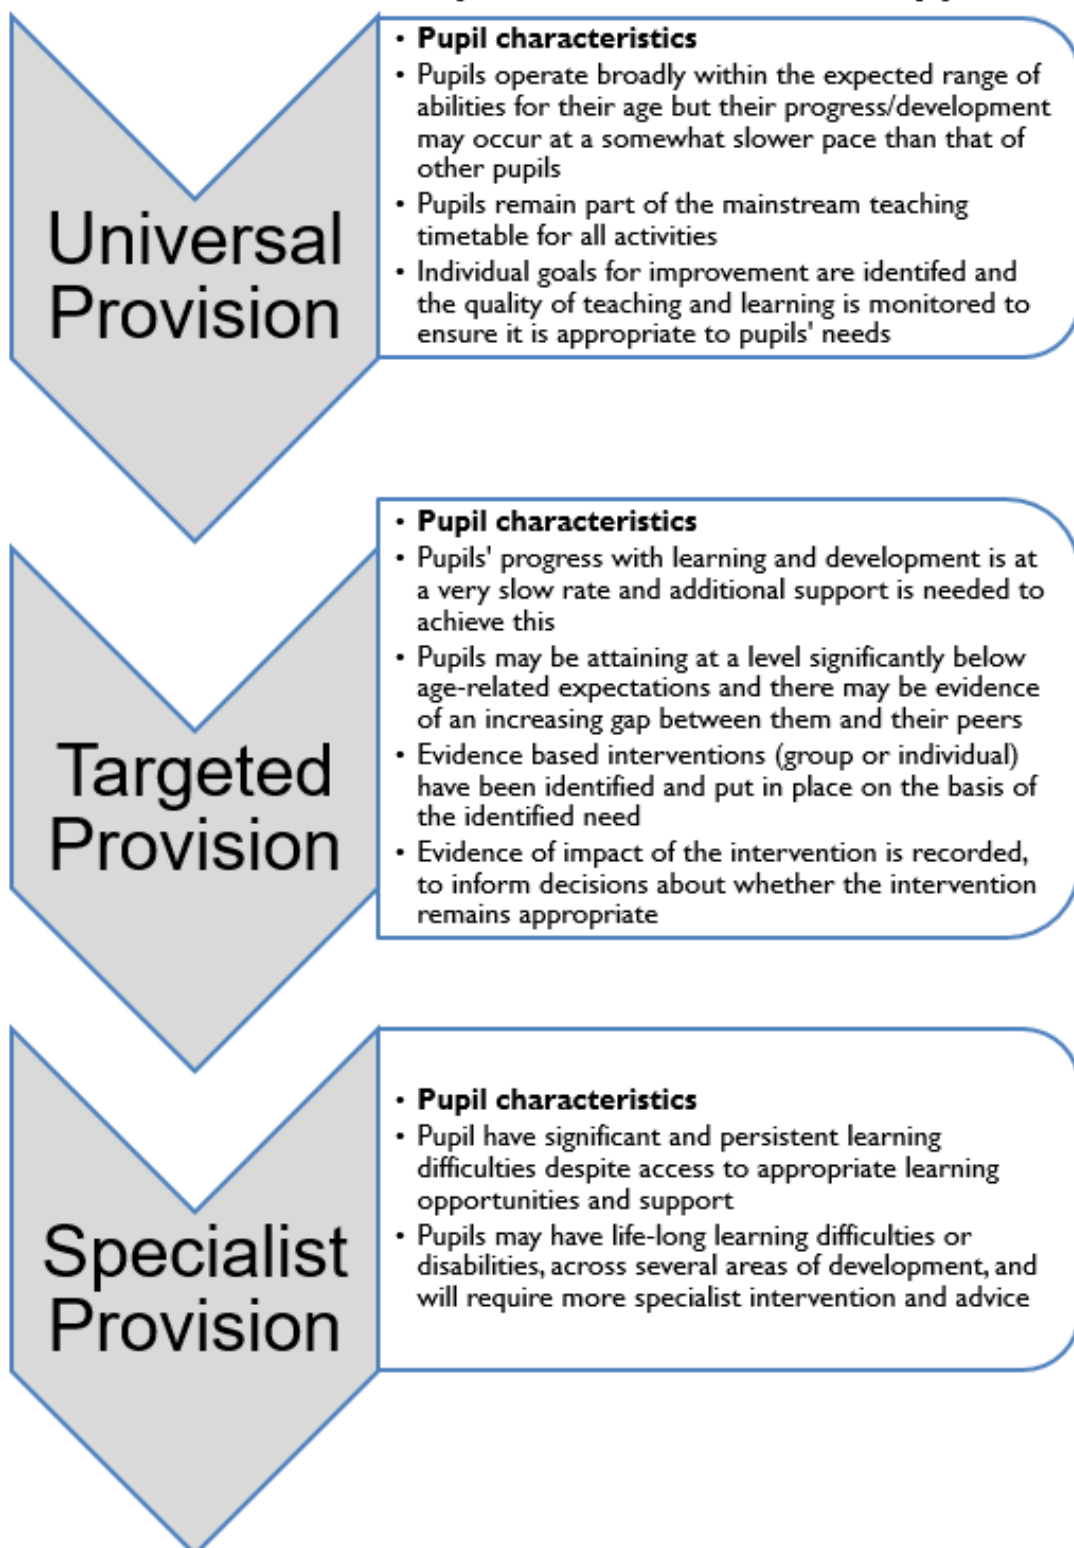 Universal
Provision
• Pupil characteristics
• Pupils operate broadly within the expected range of
abilities for their age but their progress/development
may occur at a somewhat slower pace than that of
other pupils
• Pupils remain part of the mainstream teaching
timetable for all activities
• Individual goals for improvement are identifed and
the quality of teaching and learning is monitored to
ensure it is appropriate to pupils' needs
Targeted
Provision
• Pupil characteristics
• Pupils' progress with learning and development is at
a very slow rate and additional support is needed to
achieve this
• Pupils may be attaining at a level significantly below
age-related expectations and there may be evidence
of an increasing gap between them and their peers
• Evidence based interventions (group or individual)
have been identified and put in place on the basis of
the identified need
• Evidence of impact of the intervention is recorded,
to inform decisions about whether the intervention
remains appropriate
Specialist
Provision
• Pupil characteristics
• Pupil have significant and persistent learning
difficulties despite access to appropriate learning
opportunities and support
• Pupils may have life-long learning difficulties or
disabilities, across several areas of development, and
will require more specialist intervention and advice